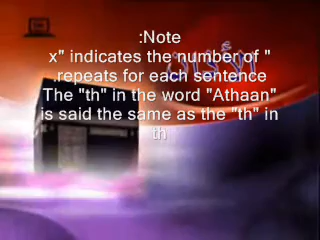 :Note
x" indicates the number of "
.repeats for each sentence
The "th" in the word "Athaan"
is said the same as the "th" in
th
الأذان